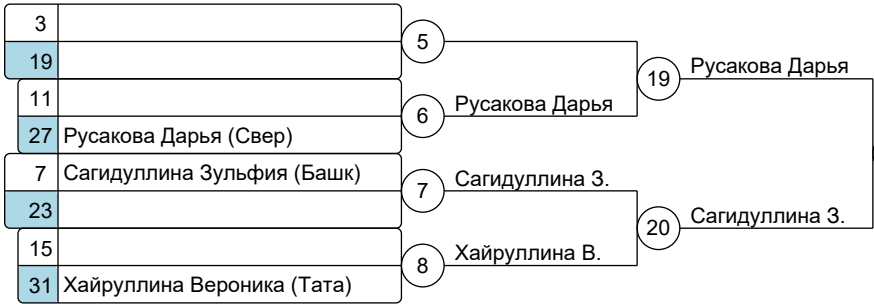 3
19
5
11
27 Русакова Дарья (Свер)
6 Русакова Дарья
19 Русакова Дарья
7 Сагидуллина Зульфия (Башк)
23
7 Сагидуллина З.
15
31 Хайруллина Вероника (Тата)
8 Хайруллина В.
20 Сагидуллина З.